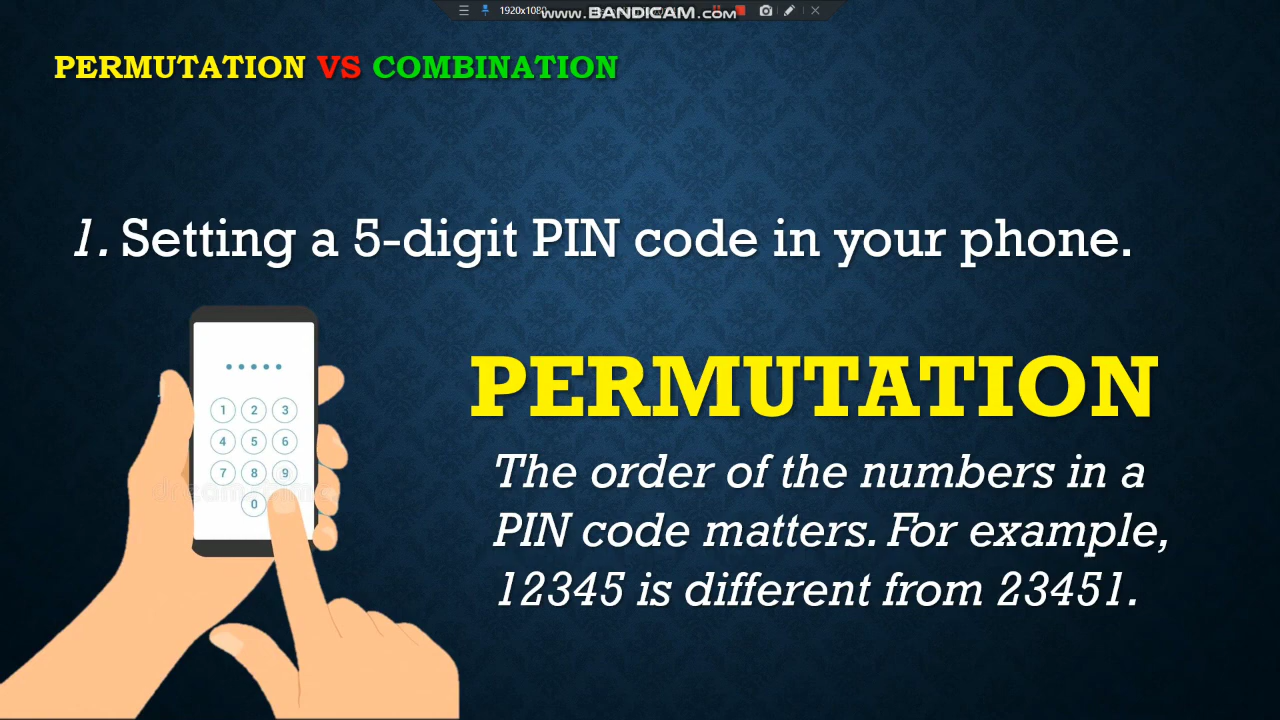 1920x1080
www.BANDICAM.com
PERMUTATION VS COMBINATION
1. Setting a 5-digit PIN code in your phone.
1 2 3
4 5 6
7 8 9
0
PERMUTATION
The order of the numbers in a
PIN code matters. For example,
12345 is different from 23451.